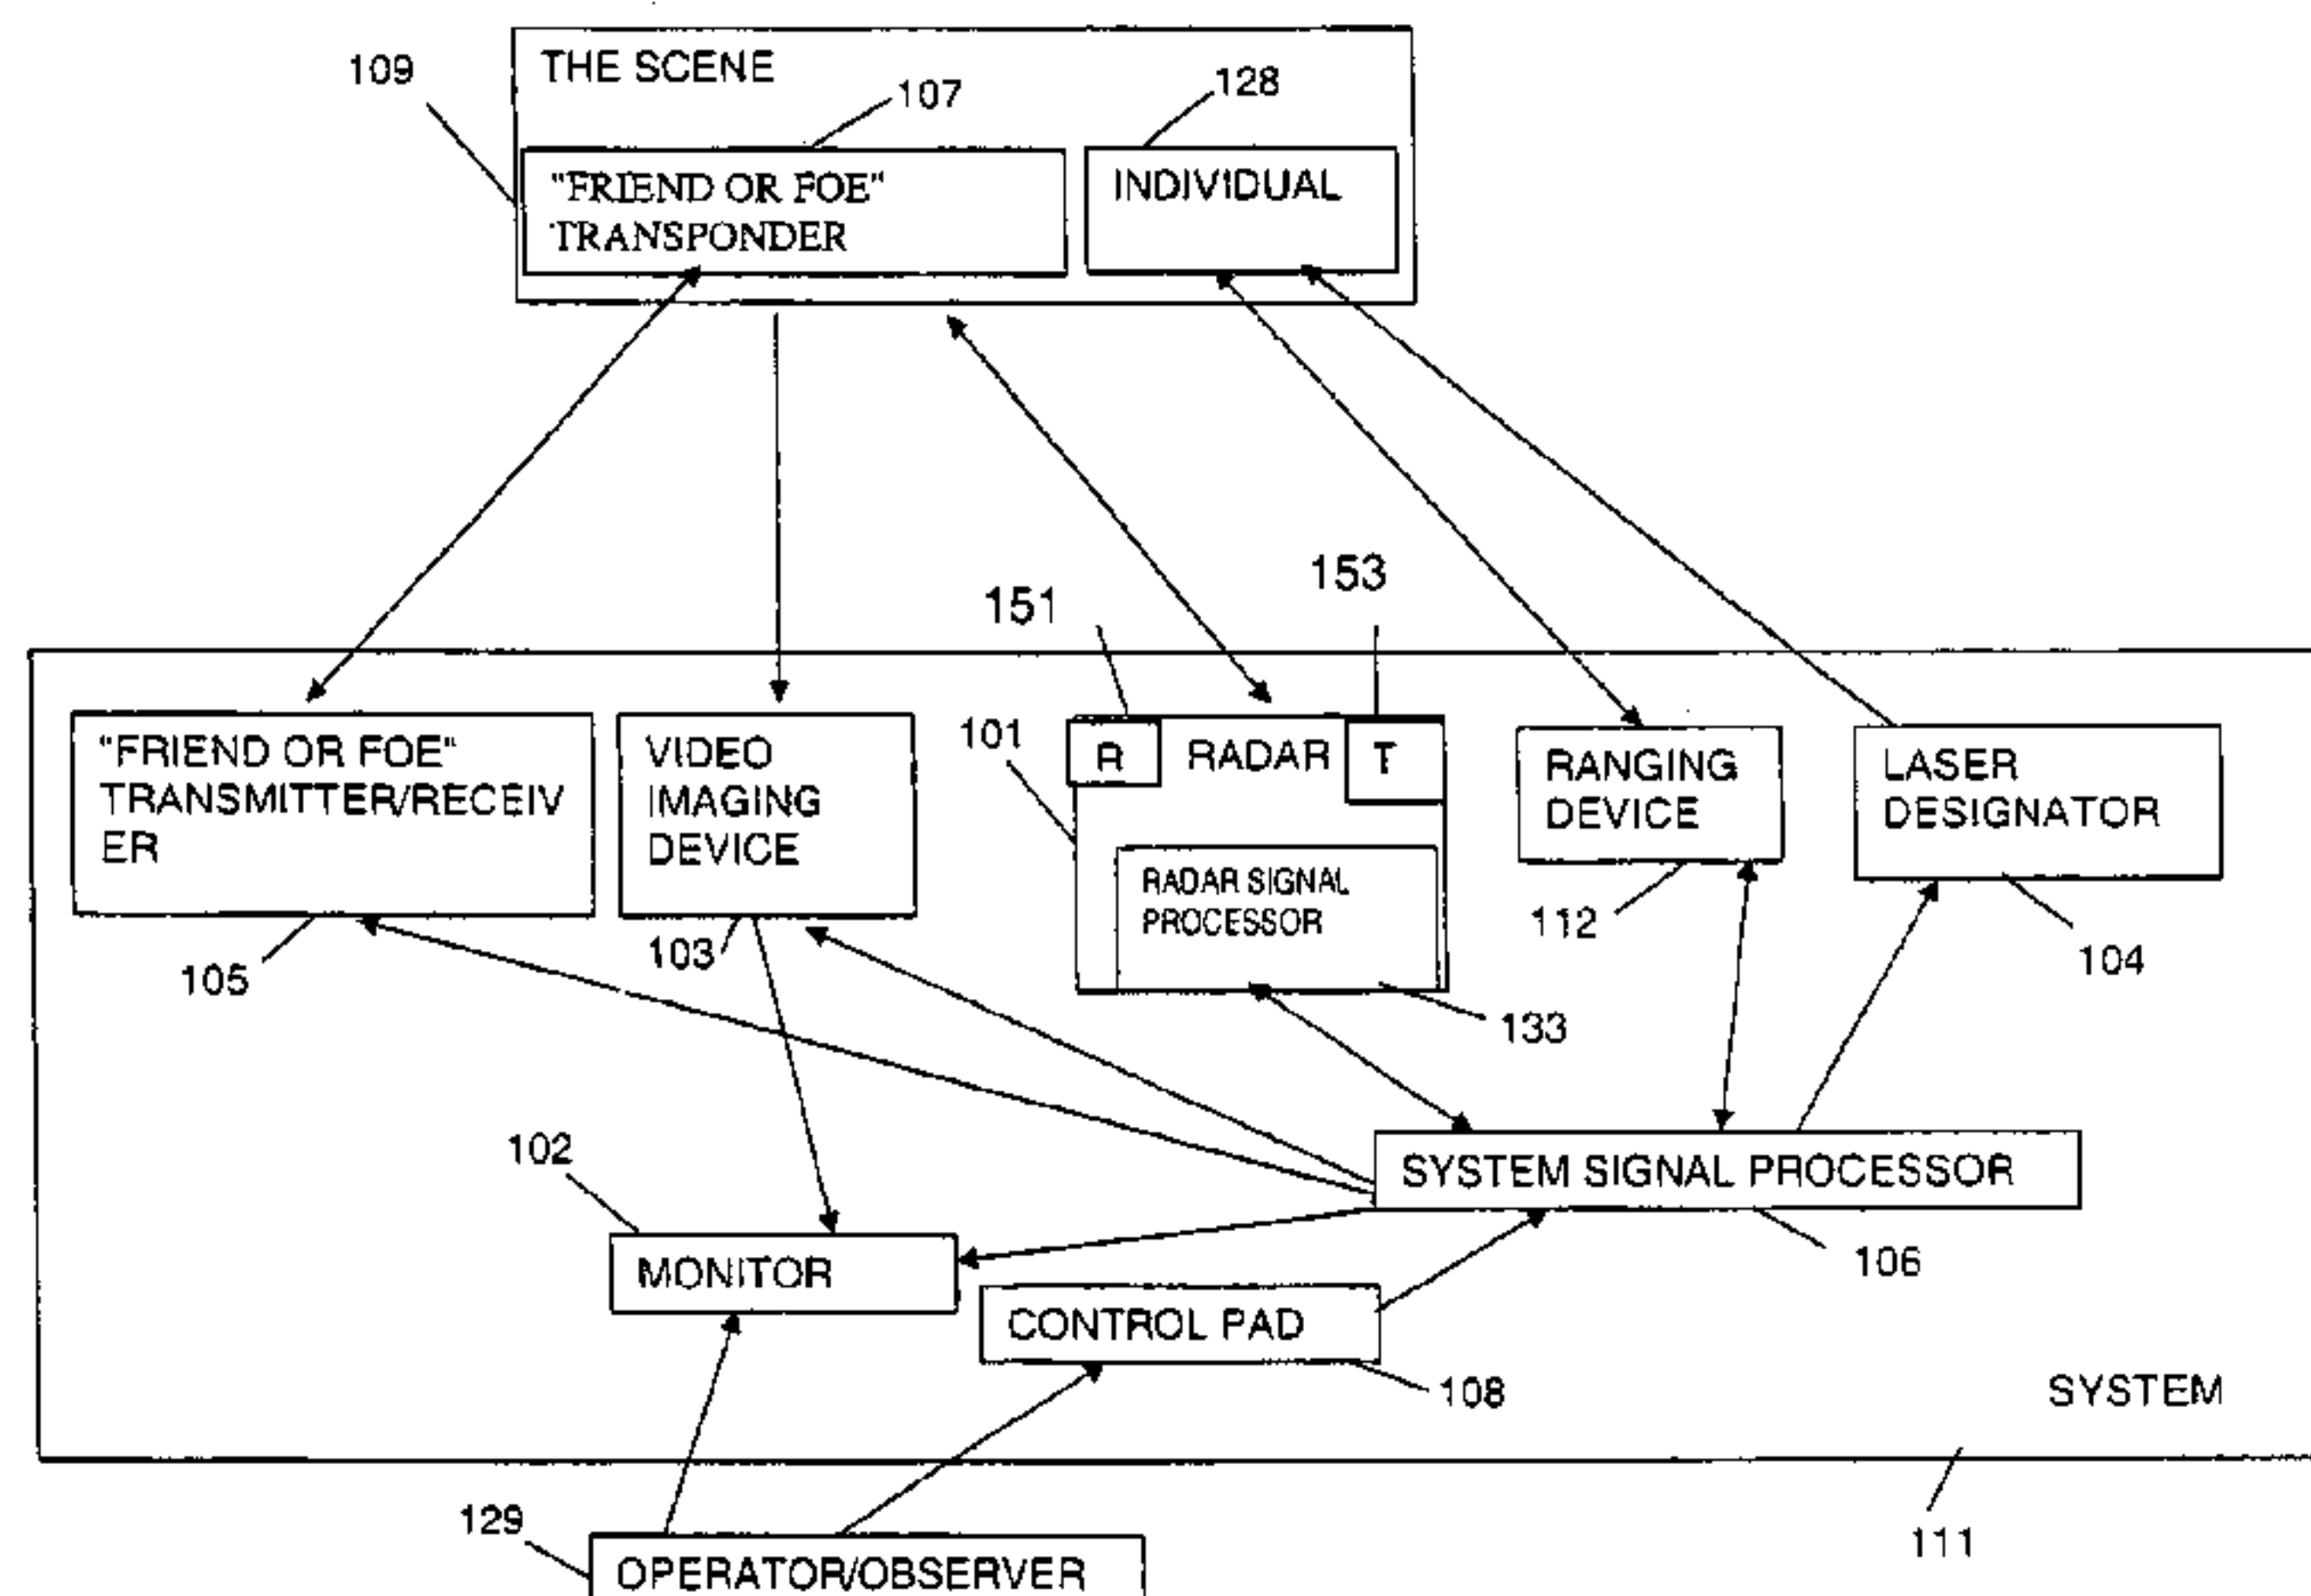 THE SCENE
109
107
128
"FRIEND OR FOE"
TRANSPONDER
INDIVIDUAL
151
153
101
"FRIEND OR FOE"
TRANSMITTER/RECEIV
ER
VIDEO
IMAGING
DEVICE
R
RADAR
T
RADAR SIGNAL
PROCESSOR
RANGING
DEVICE
LASER
DESIGNATOR
105
103
112
104
133
102
SYSTEM SIGNAL PROCESSOR
MONITOR
106
CONTROL PAD
108
SYSTEM
129
111
OPERATOR/OBSERVER